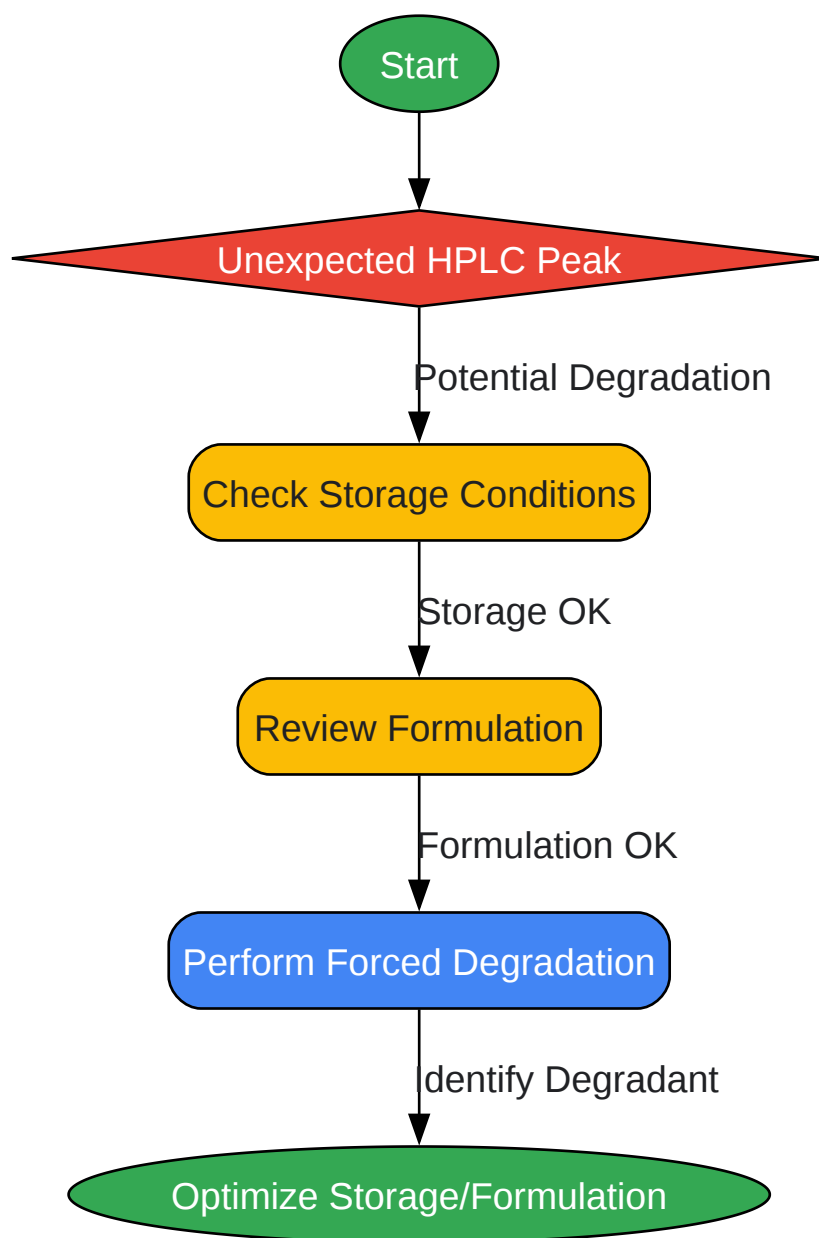 Start
Unexpected HPLC Peak
Potential Degradation
Check Storage Conditions
Storage OK
Review Formulation
Formulation OK
Perform Forced Degradation
Identify Degradant
Optimize Storage/Formulation